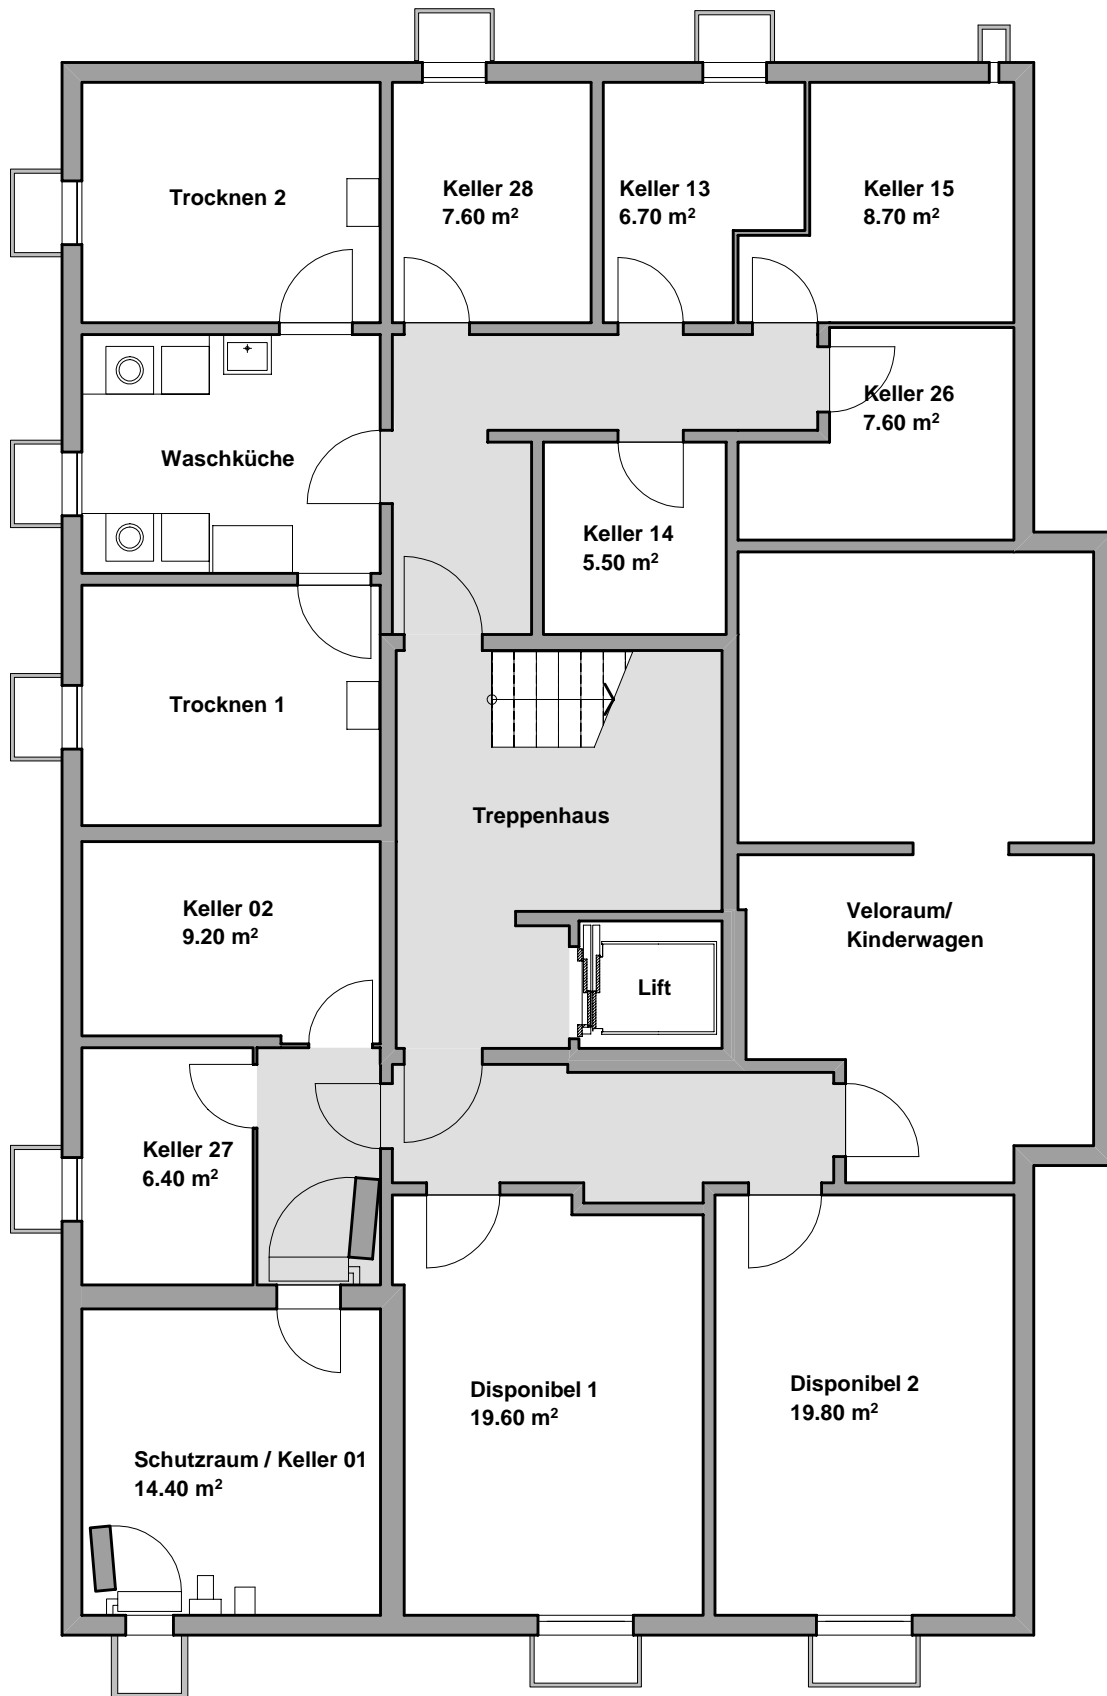 Trocknen 2
Keller 28
7.60 m²
Keller 13
6.70 m²
Keller 15
8.70 m²
Keller 26
7.60 m²
Waschküche
Keller 14
5.50 m²
Trocknen 1
Treppenhaus
Keller 02
9.20 m²
Veloraum/
Kinderwagen
Lift
Keller 27
6.40 m²
Disponibel 1
19.60 m²
Disponibel 2
19.80 m²
Schutzraum / Keller 01
14.40 m²